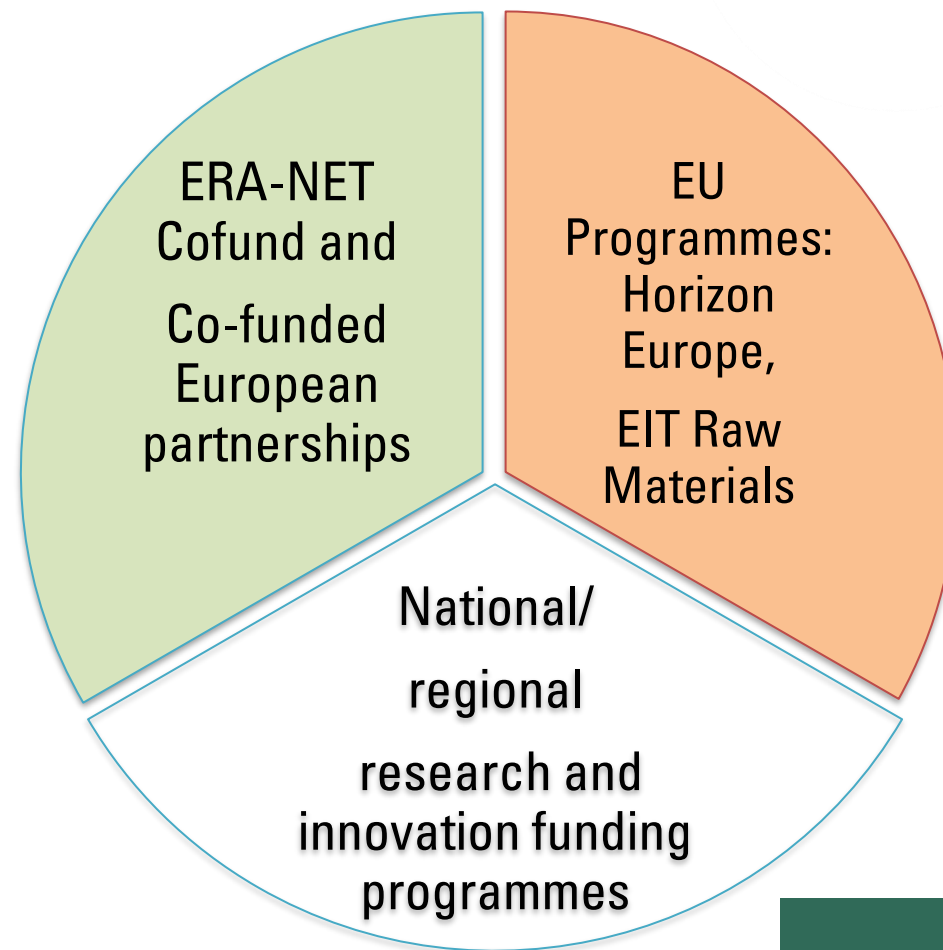 ERA-NET
Cofund and
Co-funded
European
partnerships
EU
Programmes:
Horizon
Europe,
EIT Raw
Materials
National/
regional
research and
innovation funding
programmes